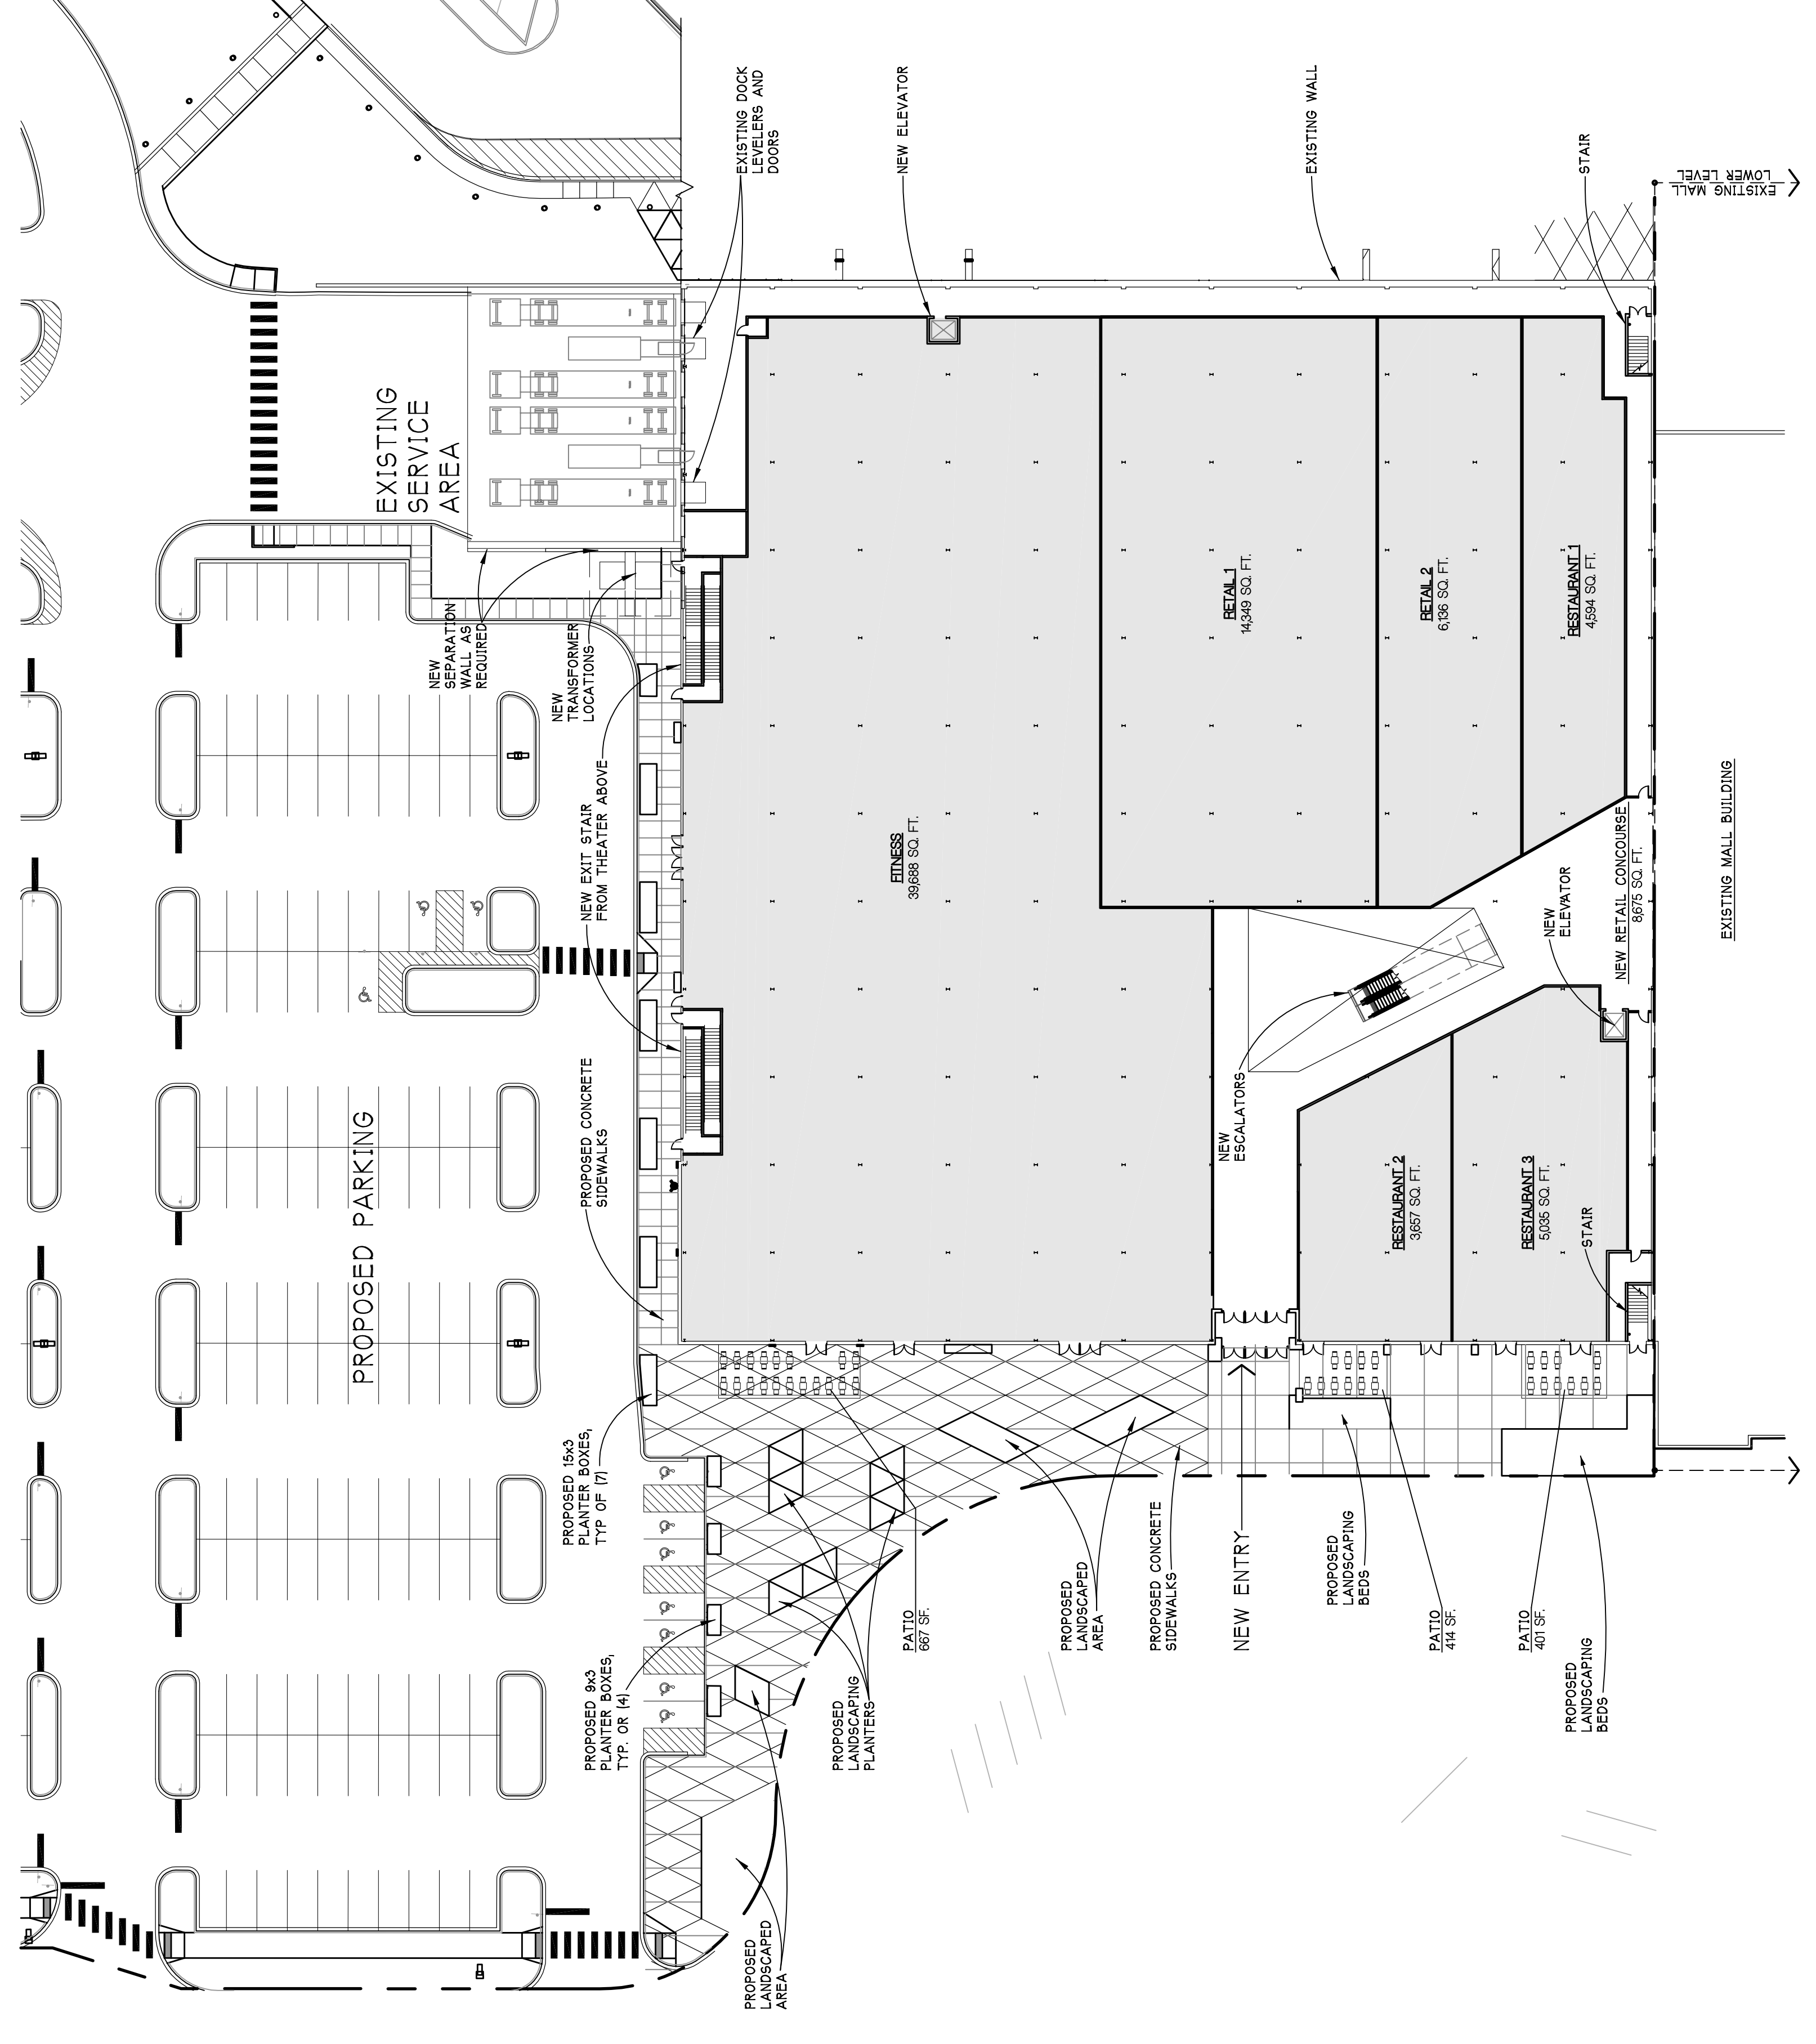 EXISTING DOCK
LEVELERS AND
DOORS
NEW ELEVATOR
EXISTING WALL
STAIR
EXISTING MALL
LOWER LEVEL
EXISTING
SERVICE
AREA
NEW
SEPARATION
WALL AS
REQUIRED
NEW
TRANSFORMER
LOCATIONS
NEW EXIT STAIR
FROM THEATER ABOVE
RETAIL 1
14,349 SQ. FT.
RETAIL 2
6,136 SQ. FT.
RESTAURANT 1
4,594 SQ. FT.
FITNESS
39,688 SQ. FT.
NEW RETAIL CONCOURSE
8,675 SQ. FT.
EXISTING MALL BUILDING
NEW
ELEVATOR
NEW
ESCALATORS
PROPOSED PARKING
PROPOSED CONCRETE
SIDEWALKS
RESTAURANT 2
3,657 SQ. FT.
RESTAURANT 3
5,035 SQ. FT.
STAIR
PROPOSED 15x3
PLANTER BOXES,
TYP OF (7)
PROPOSED 9x3
PLANTER BOXES,
TYP. OR (4)
PROPOSED
LANDSCAPING
PLANTERS
PATIO
667 SF.
PROPOSED
LANDSCAPED
AREA
PROPOSED CONCRETE
SIDEWALKS
NEW ENTRY
PROPOSED
LANDSCAPING
BEDS
PATIO
414 SF.
PATIO
401 SF.
PROPOSED
LANDSCAPING
BEDS
PROPOSED
LANDSCAPED
AREA